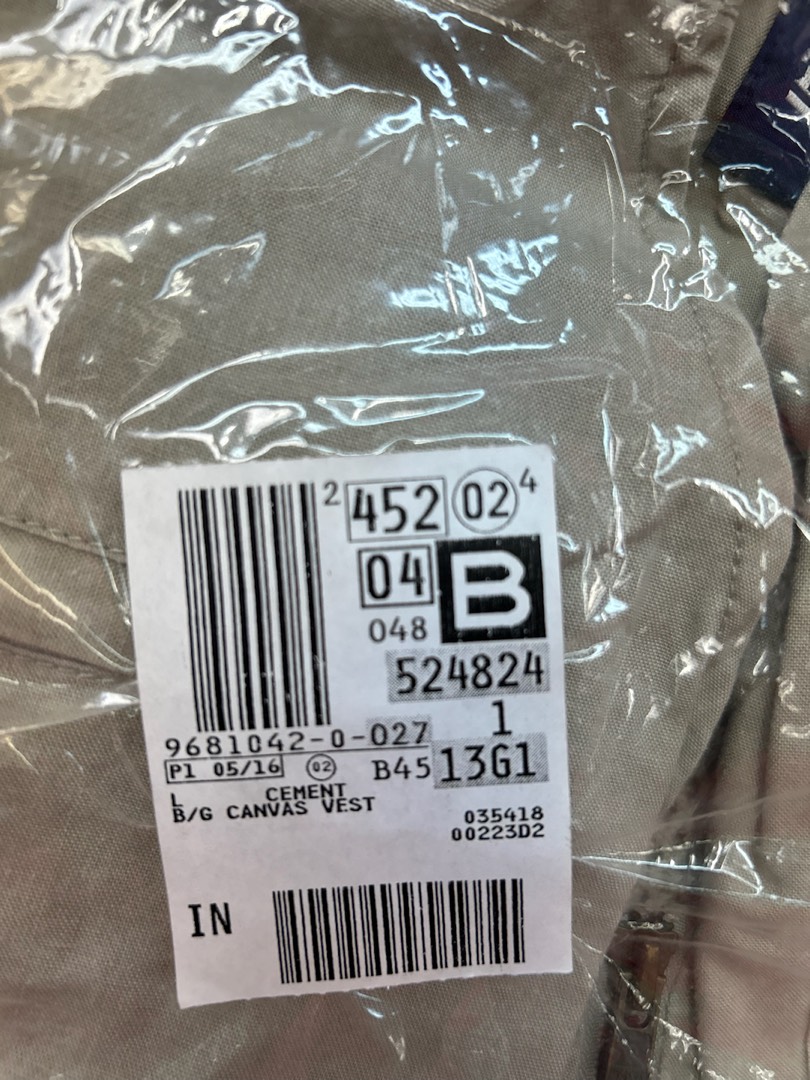 2 452 02 4
04 B
048
524824
1
9681042-0-027
P1 05/16 02 B45 13G1
L CEMENT
B/G CANVAS VEST
035418
00223D2
IN